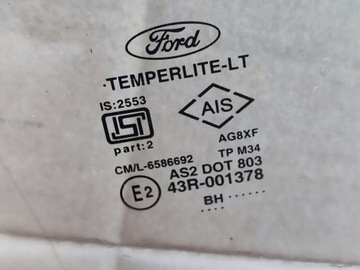 Ford
TEMPERLITE-LT
IS:2553
AIS
ISI
part:2
AG8XF
CM/L-6586692
TP M34
AS2 DOT 803
E2
43R-001378
BH